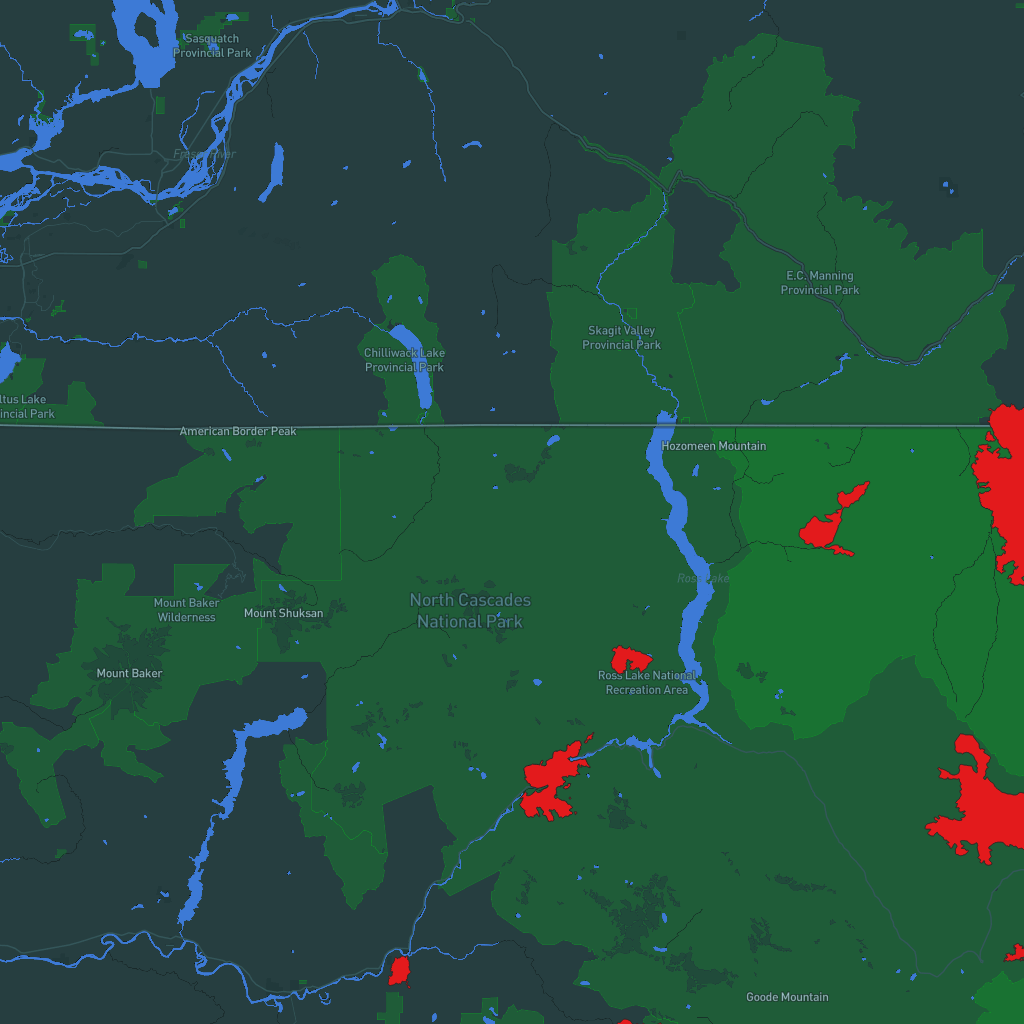 Sasquatch
Provincial Park
Fraser River
E.C. Manning
Provincial Park
Skagit Valley
Provincial Park
Chilliwack Lake
Provincial Park
ltus Lake
incial Park
American Border Peak
Hozomeen Mountain
Ross Lake
North Cascades
National Park
Mount Baker
Wilderness
Mount Shuksan
Mount Baker
Ross Lake National
Recreation Area
Goode Mountain